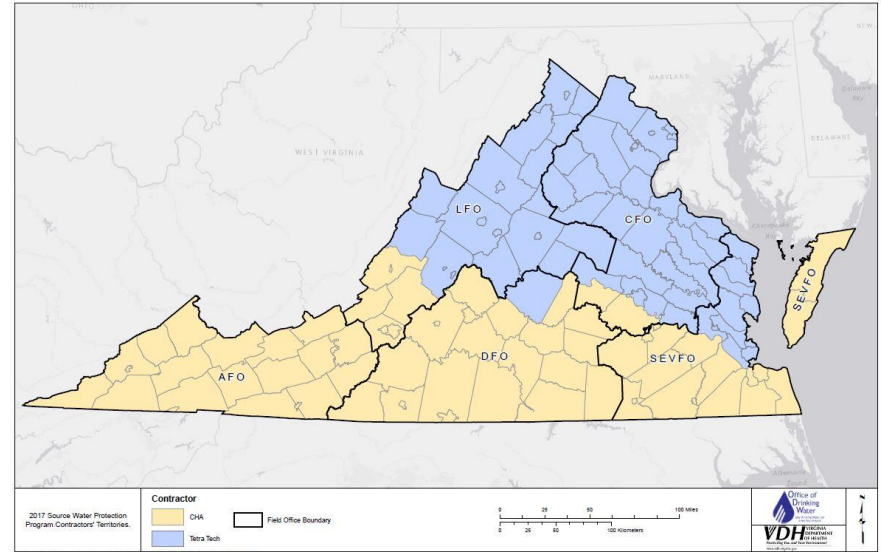 OHIO
MARYLAND
WEST VIRGINIA
DELAWARE
LFO
CFO
SEVFO
AFO
DFO
SEVFO
2017 Source Water Protection
Program Contractors' Territories.
Contractor
CHA
Tetra Tech
Field Office Boundary
0 25 50 100 Miles
0 25 50 100 Kilometers
Office of
Drinking
Water
VDH VIRGINIA
DEPARTMENT
OF HEALTH